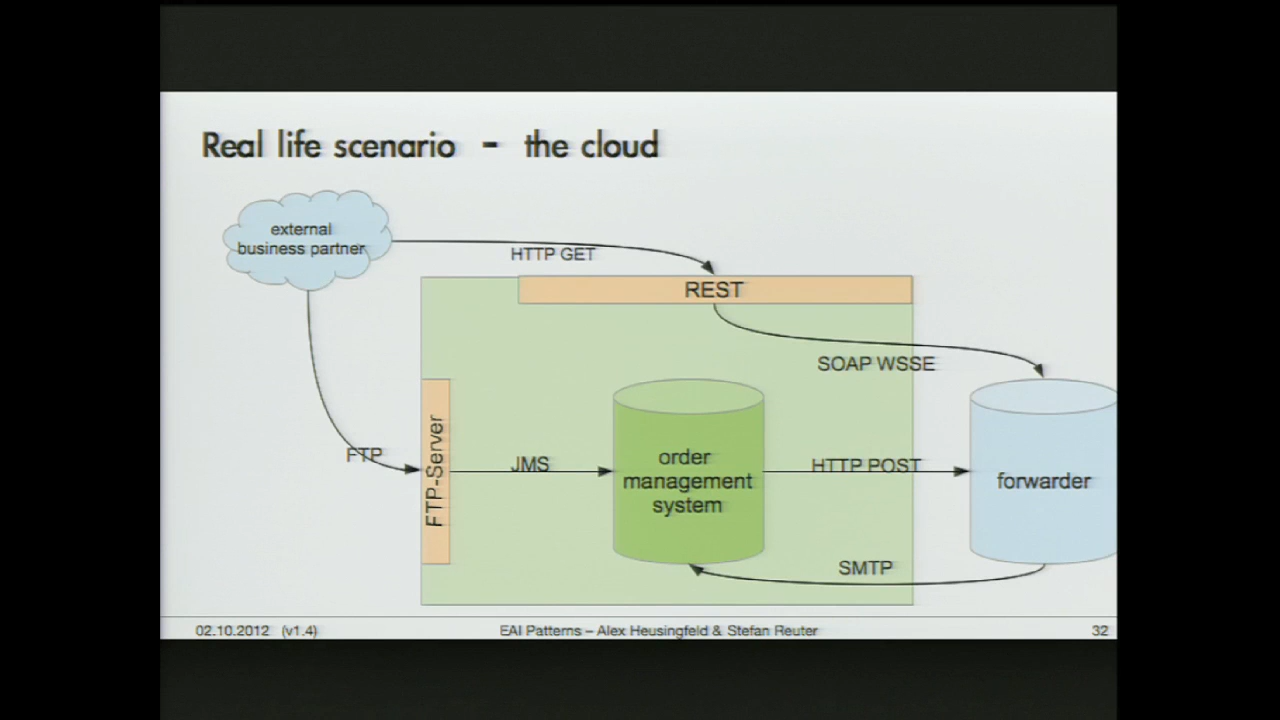 Real life scenario - the cloud
external
business partner
HTTP GET
REST
SOAP WSSE
FTP
FTP-Server
JMS
order
management
system
HTTP POST
forwarder
SMTP
02.10.2012 (v1.4)
EAI Patterns – Alex Heusingfeld & Stefan Reuter
32